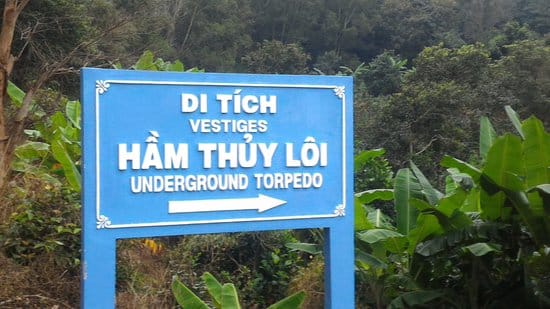 DI TÍCH
VESTIGES
HẦM THỦY LÔI
UNDERGROUND TORPEDO